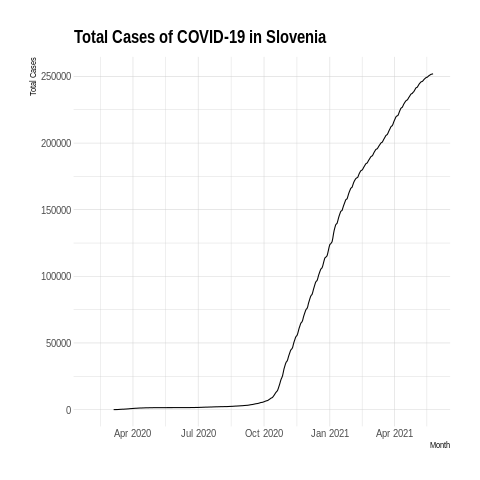 Total Cases of COVID-19 in Slovenia
Total Cases
250000
200000
150000
100000
50000
0
Apr 2020 Jul 2020 Oct 2020 Jan 2021 Apr 2021
Month